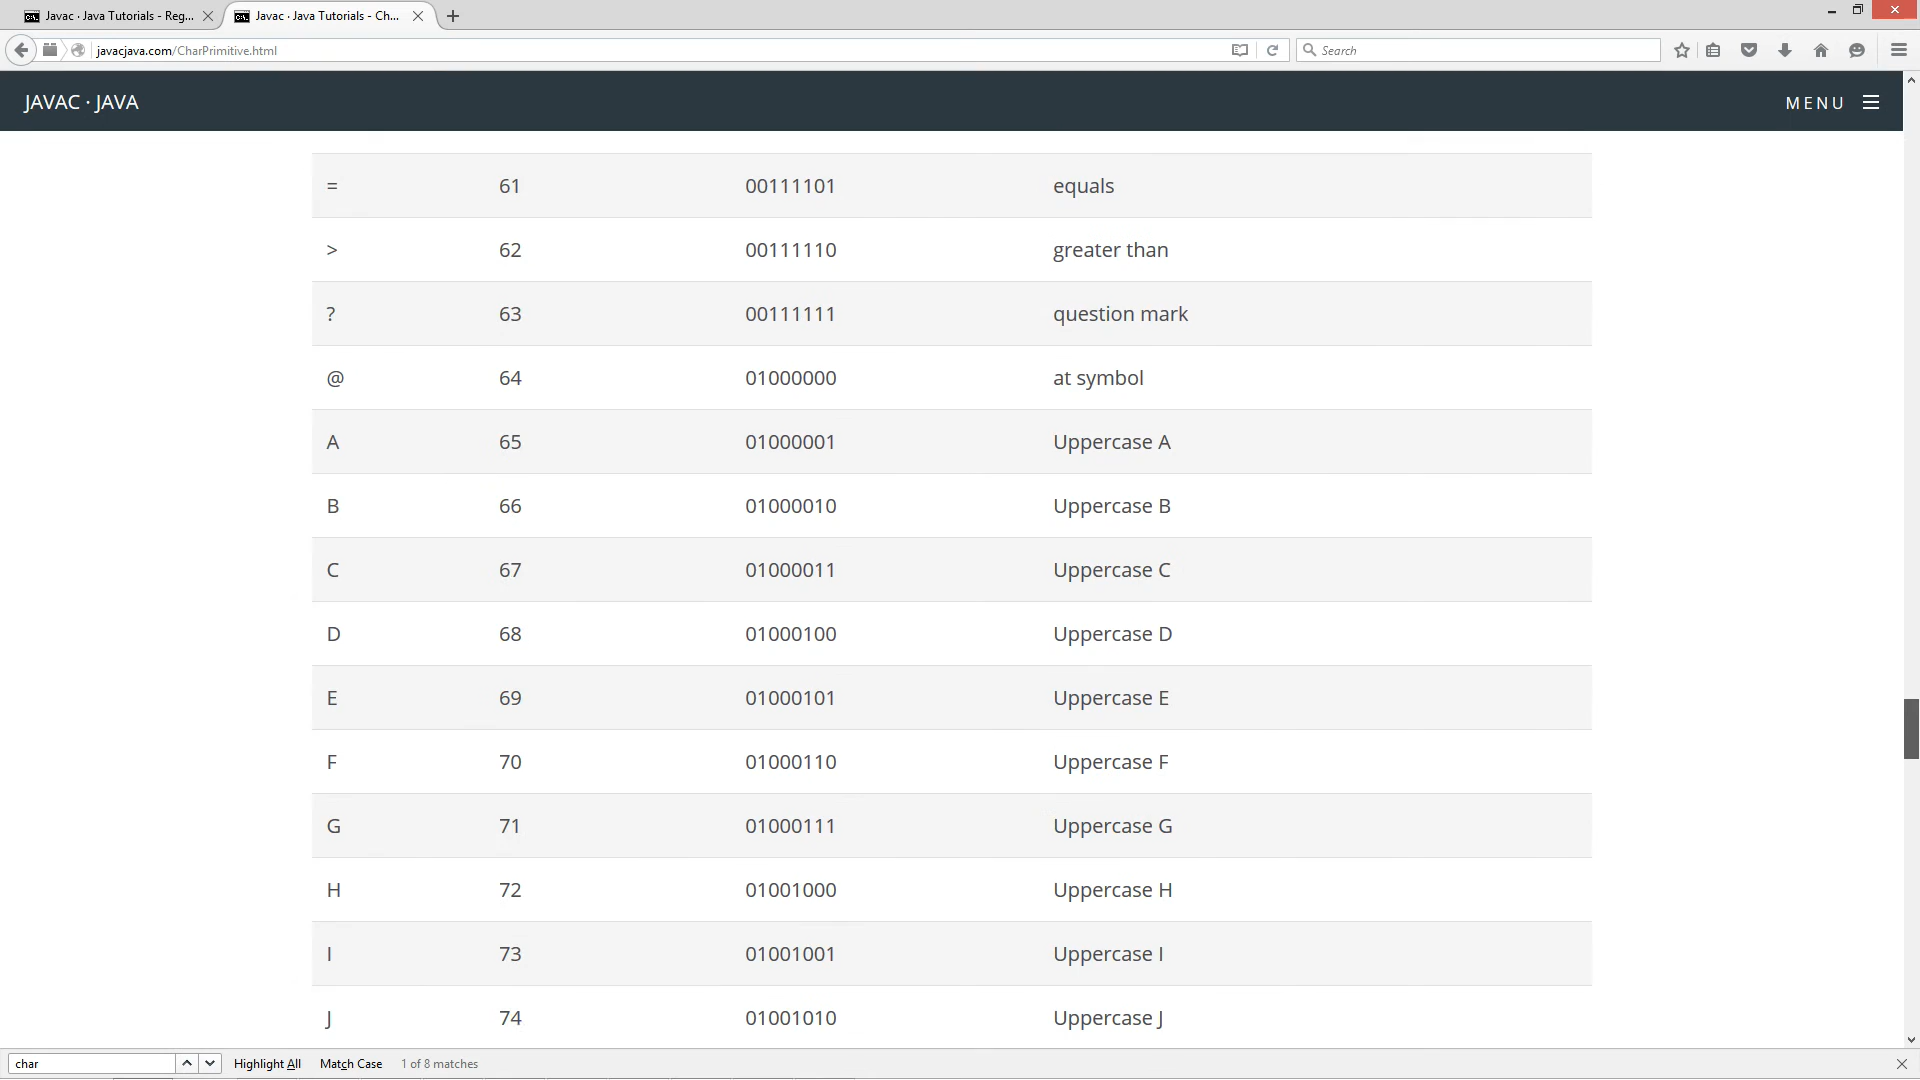 Javac · Java Tutorials - Reg...
Javac · Java Tutorials - Ch...
javacjava.com/CharPrimitive.html
Search
JAVAC · JAVA
MENU
= 61 00111101 equals
> 62 00111110 greater than
? 63 00111111 question mark
@ 64 01000000 at symbol
A 65 01000001 Uppercase A
B 66 01000010 Uppercase B
C 67 01000011 Uppercase C
D 68 01000100 Uppercase D
E 69 01000101 Uppercase E
F 70 01000110 Uppercase F
G 71 01000111 Uppercase G
H 72 01001000 Uppercase H
I 73 01001001 Uppercase I
J 74 01001010 Uppercase J
char Highlight All Match Case 1 of 8 matches